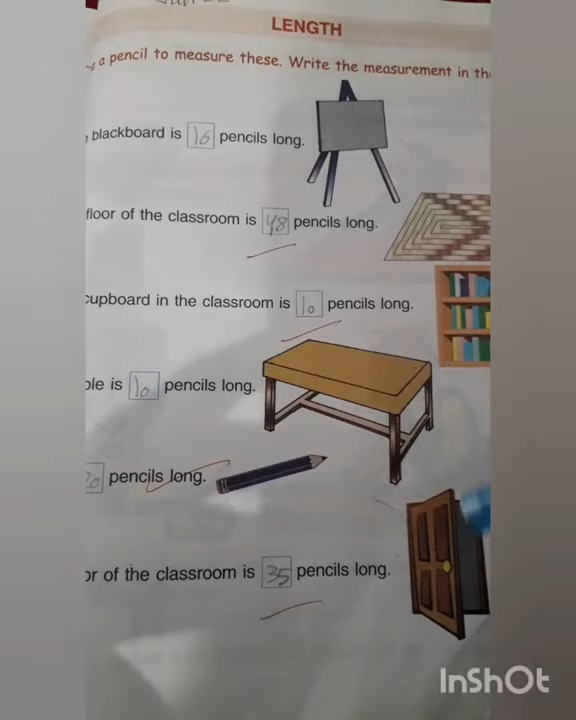 LENGTH
a pencil to measure these. Write the measurement in th
blackboard is 16 pencils long.
floor of the classroom is 48 pencils long.
cupboard in the classroom is 10 pencils long.
ble is 10 pencils long.
pencils long.
or of the classroom is 35 pencils long.
InShOt